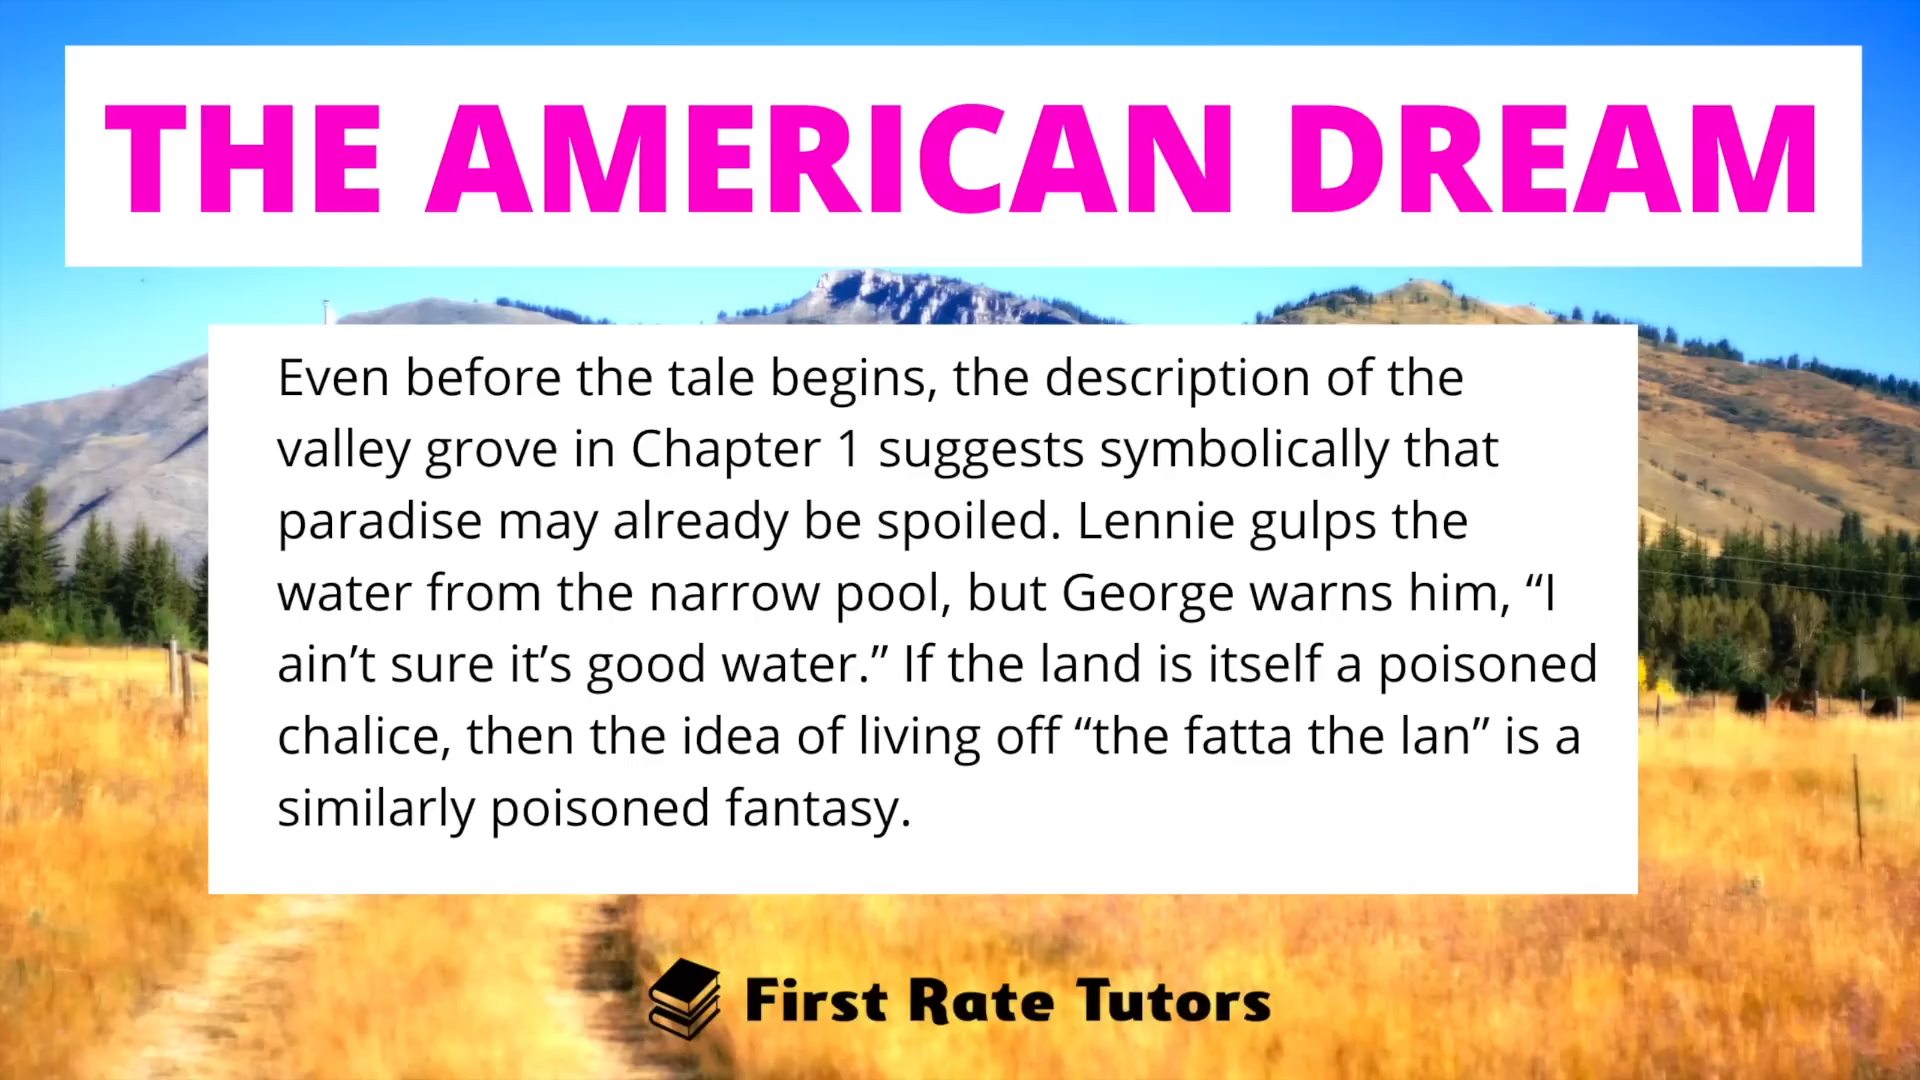 THE AMERICAN DREAM
Even before the tale begins, the description of the
valley grove in Chapter 1 suggests symbolically that
paradise may already be spoiled. Lennie gulps the
water from the narrow pool, but George warns him, “I
ain’t sure it’s good water.” If the land is itself a poisoned
chalice, then the idea of living off “the fatta the lan” is a
similarly poisoned fantasy.
First Rate Tutors